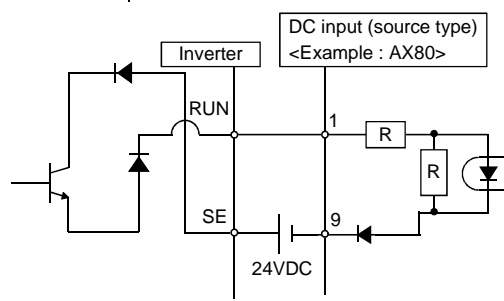 DC input (source type)
<Example : AX80>
Inverter
RUN
1
R
R
SE
9
24VDC